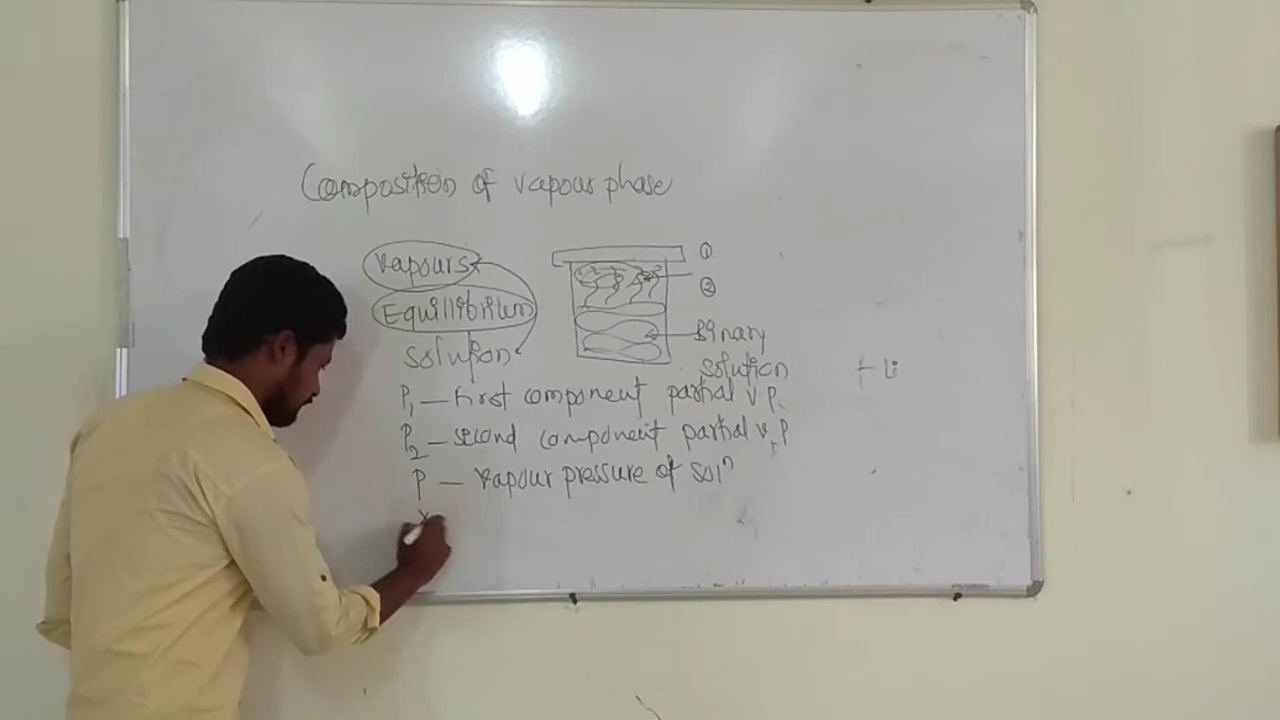 Composition of vapour phase
vapours
Equillibrium
solution
①
②
Binary
solution
P₁ — First component partial v.P.
P₂ — second component partial v.P
P — vapour pressure of solⁿ
x